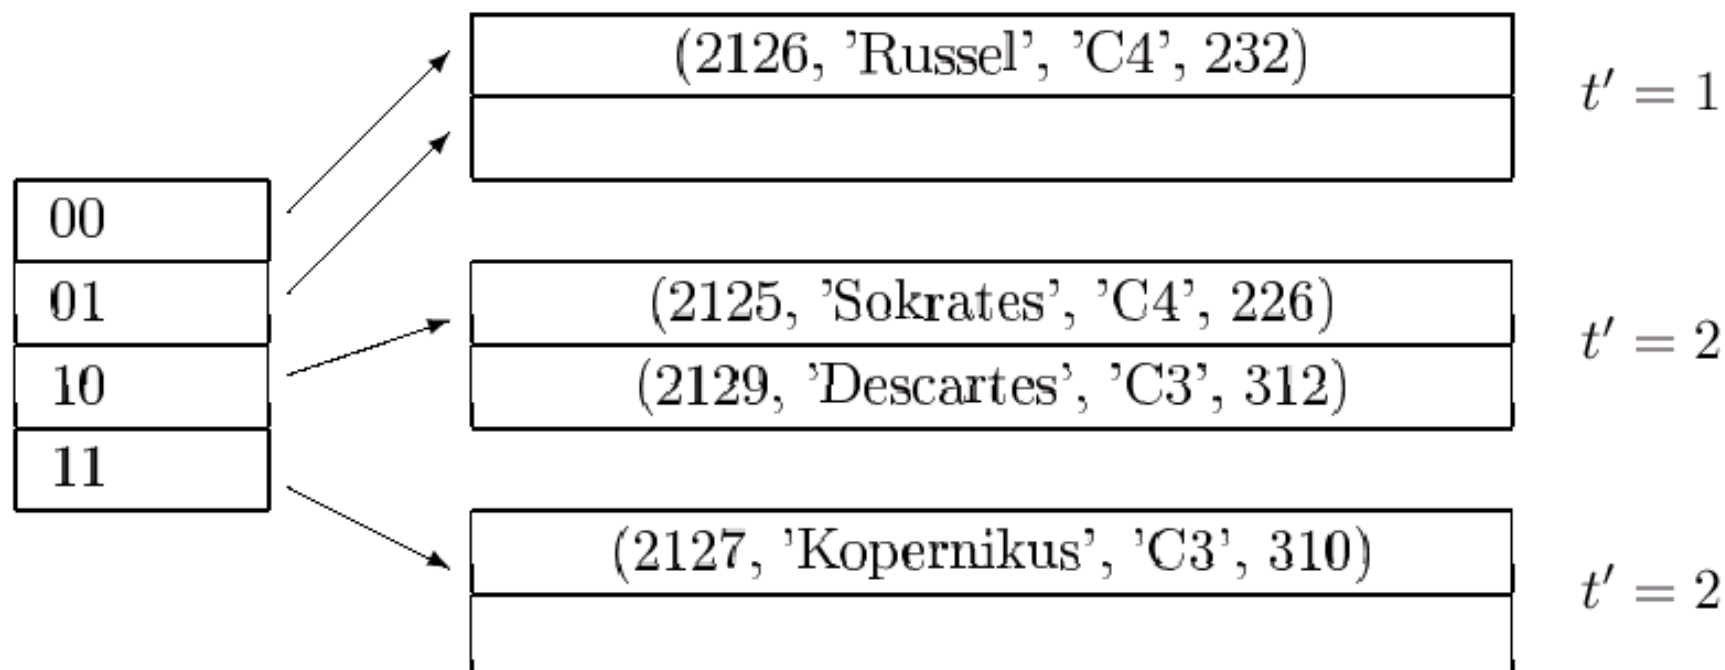 (2126, ’Russel’, ’C4’, 232)
t′ = 1
00
01
10
11
(2125, ’Sokrates’, ’C4’, 226)
(2129, ’Descartes’, ’C3’, 312)
t′ = 2
(2127, ’Kopernikus’, ’C3’, 310)
t′ = 2